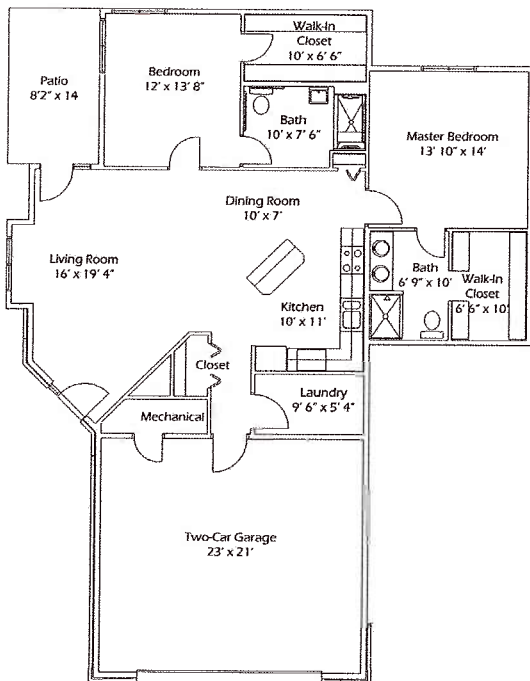 Walk-In
Closet
10' x 6' 6"
Patio
8'2" x 14
Bedroom
12' x 13' 8"
Bath
10' x 7' 6"
Master Bedroom
13' 10" x 14'
Dining Room
10' x 7'
Living Room
16' x 19' 4"
Bath
6' 9" x 10'
Walk-In
Closet
6' 6" x 10'
Kitchen
10' x 11'
Closet
Laundry
9' 6" x 5' 4"
Mechanical
Two-Car Garage
23' x 21'